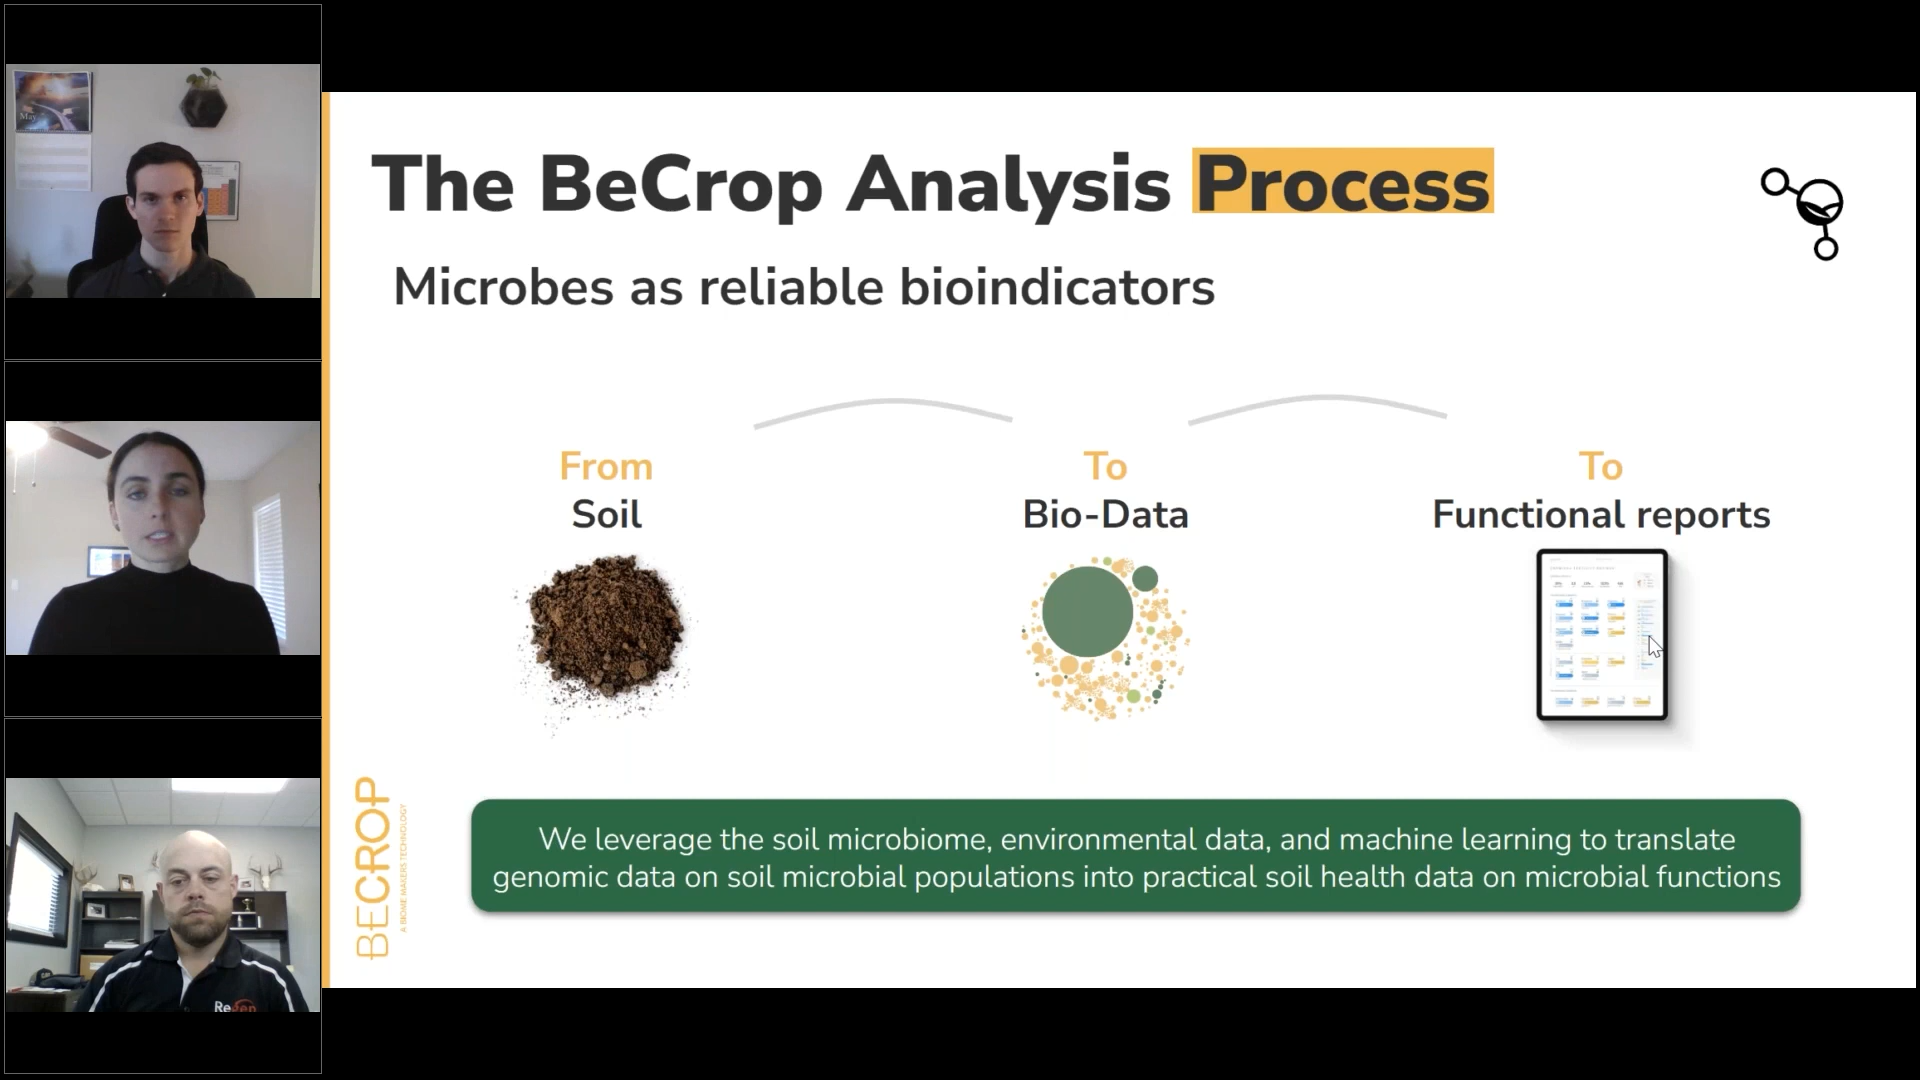 May
The BeCrop Analysis Process
Microbes as reliable bioindicators
From
Soil
To
Bio-Data
To
Functional reports
We leverage the soil microbiome, environmental data, and machine learning to translate
genomic data on soil microbial populations into practical soil health data on microbial functions
BECROP
A BIOME MAKERS TECHNOLOGY
Regen